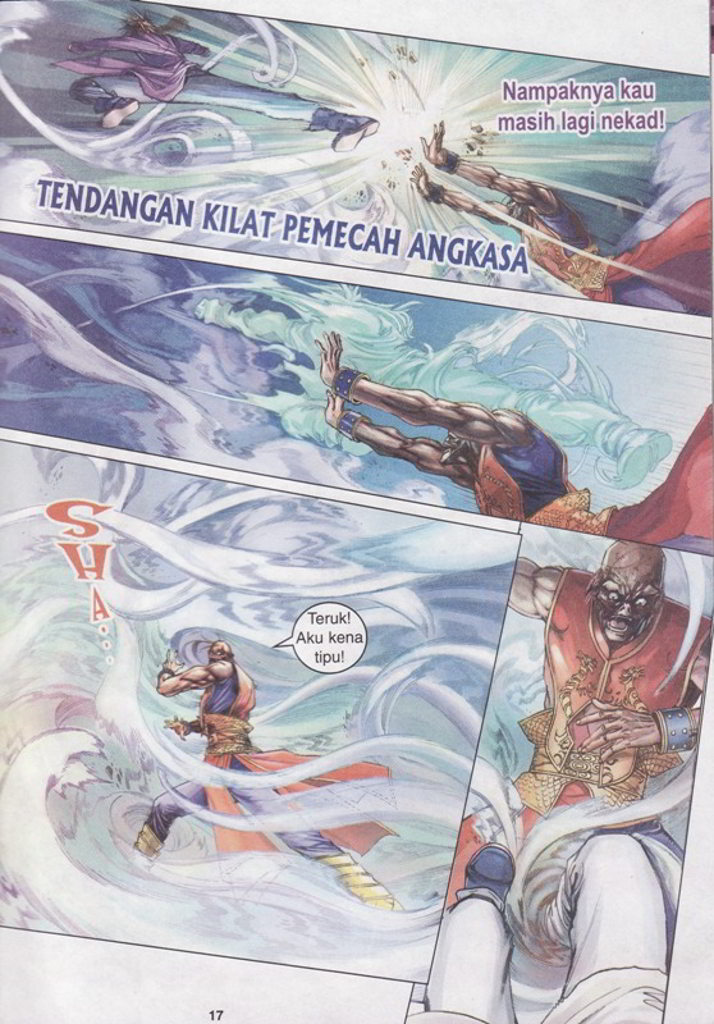 Nampaknya kau
masih lagi nekad!
TENDANGAN KILAT PEMECAH ANGKASA
SHA...
Teruk!
Aku kena
tipu!
17